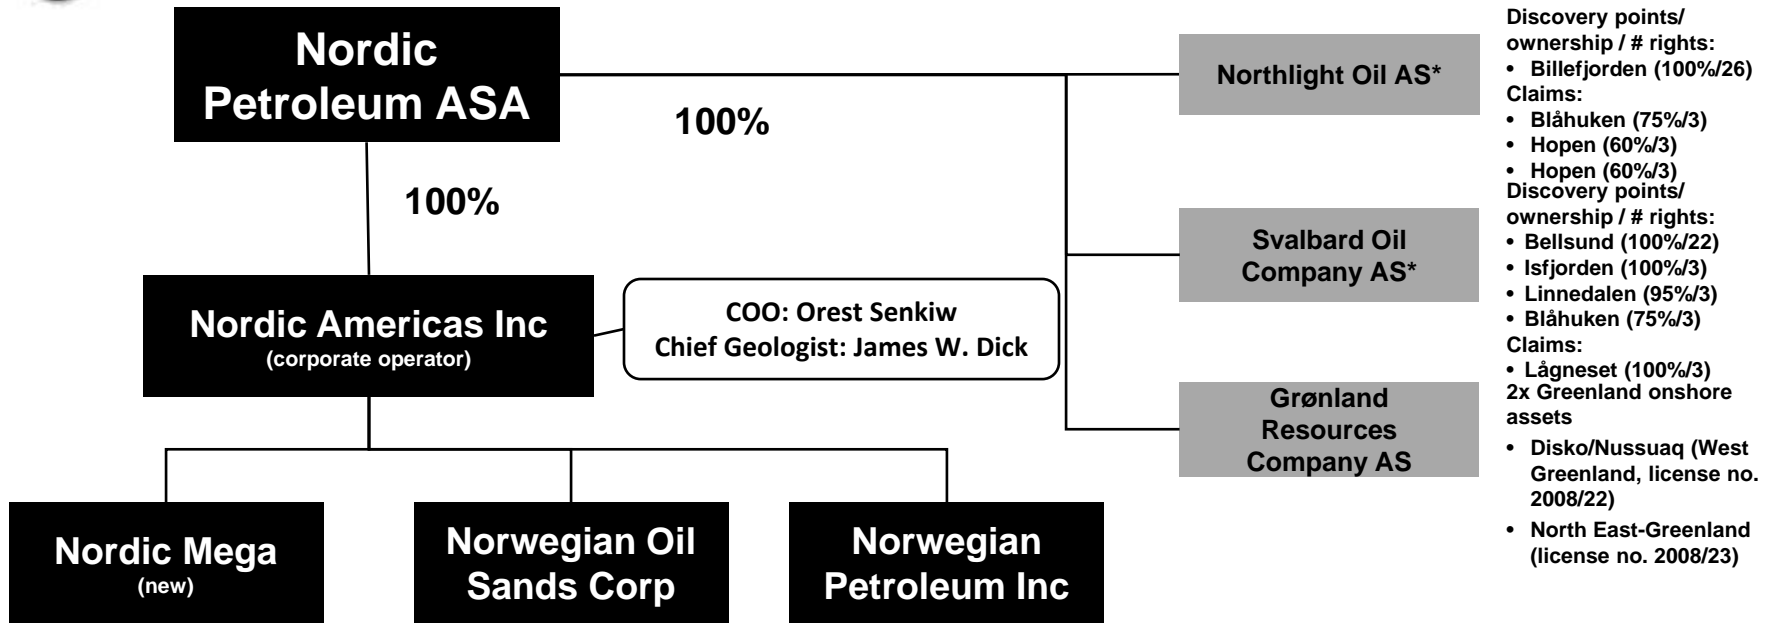 Nordic
Petroleum ASA
100%
100%
Nordic Americas Inc
(corporate operator)
COO: Orest Senkiw
Chief Geologist: James W. Dick
Nordic Mega
(new)
Norwegian Oil
Sands Corp
Norwegian
Petroleum Inc
Northlight Oil AS*
Discovery points/
ownership / # rights:
• Billefjorden (100%/26)
Claims:
• Blåhuken (75%/3)
• Hopen (60%/3)
• Hopen (60%/3)
Svalbard Oil
Company AS*
Discovery points/
ownership / # rights:
• Bellsund (100%/22)
• Isfjorden (100%/3)
• Linnedalen (95%/3)
• Blåhuken (75%/3)
Claims:
• Lågneset (100%/3)
Grønland
Resources
Company AS
2x Greenland onshore
assets
• Disko/Nussuaq (West
Greenland, license no.
2008/22)
• North East-Greenland
(license no. 2008/23)